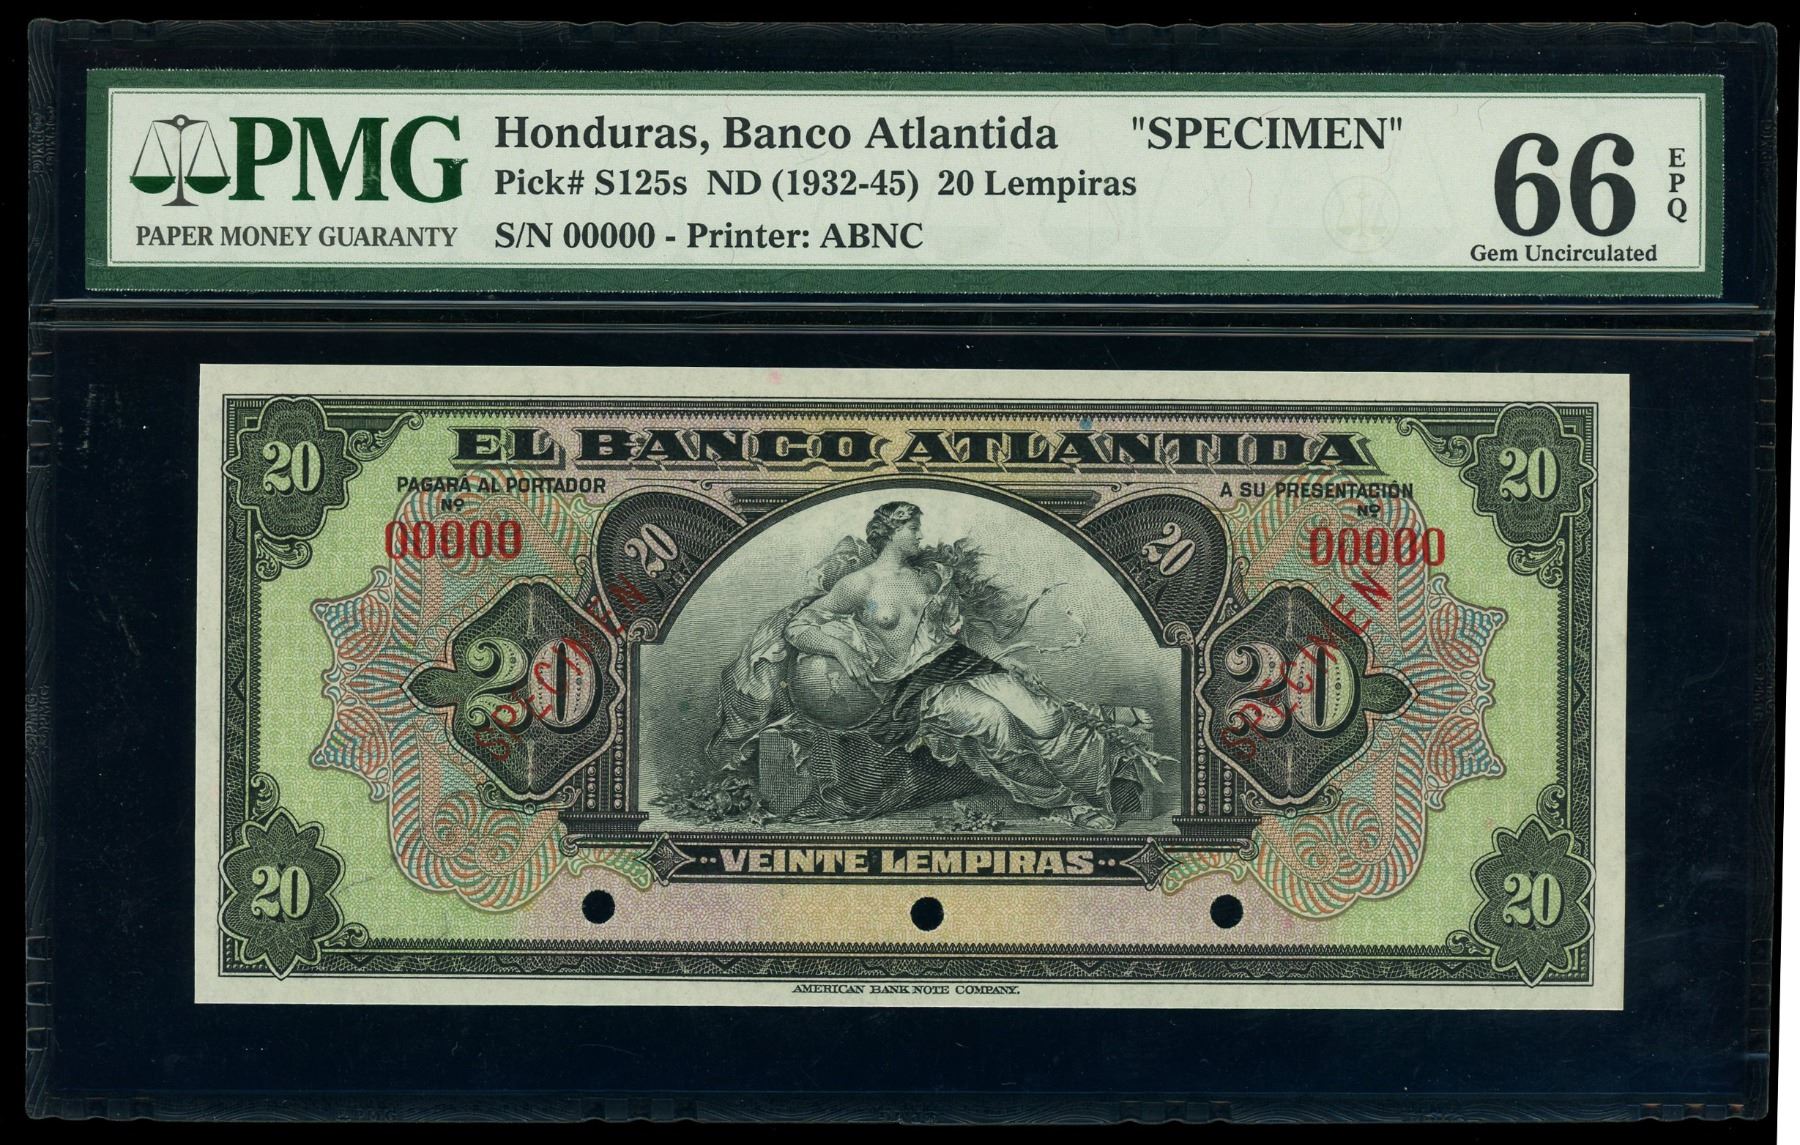 PMG
PAPER MONEY GUARANTY
Honduras, Banco Atlantida "SPECIMEN"
Pick# S125s ND (1932-45) 20 Lempiras
S/N 00000 - Printer: ABNC
66
EPQ
Gem Uncirculated
20 20
EL BANCO ATLANTIDA
PAGARÁ AL PORTADOR A SU PRESENTACIÓN
Nº Nº
00000 00000
20 20
20 20
SPECIMEN SPECIMEN
VEINTE LEMPIRAS
20 20
AMERICAN BANK NOTE COMPANY.